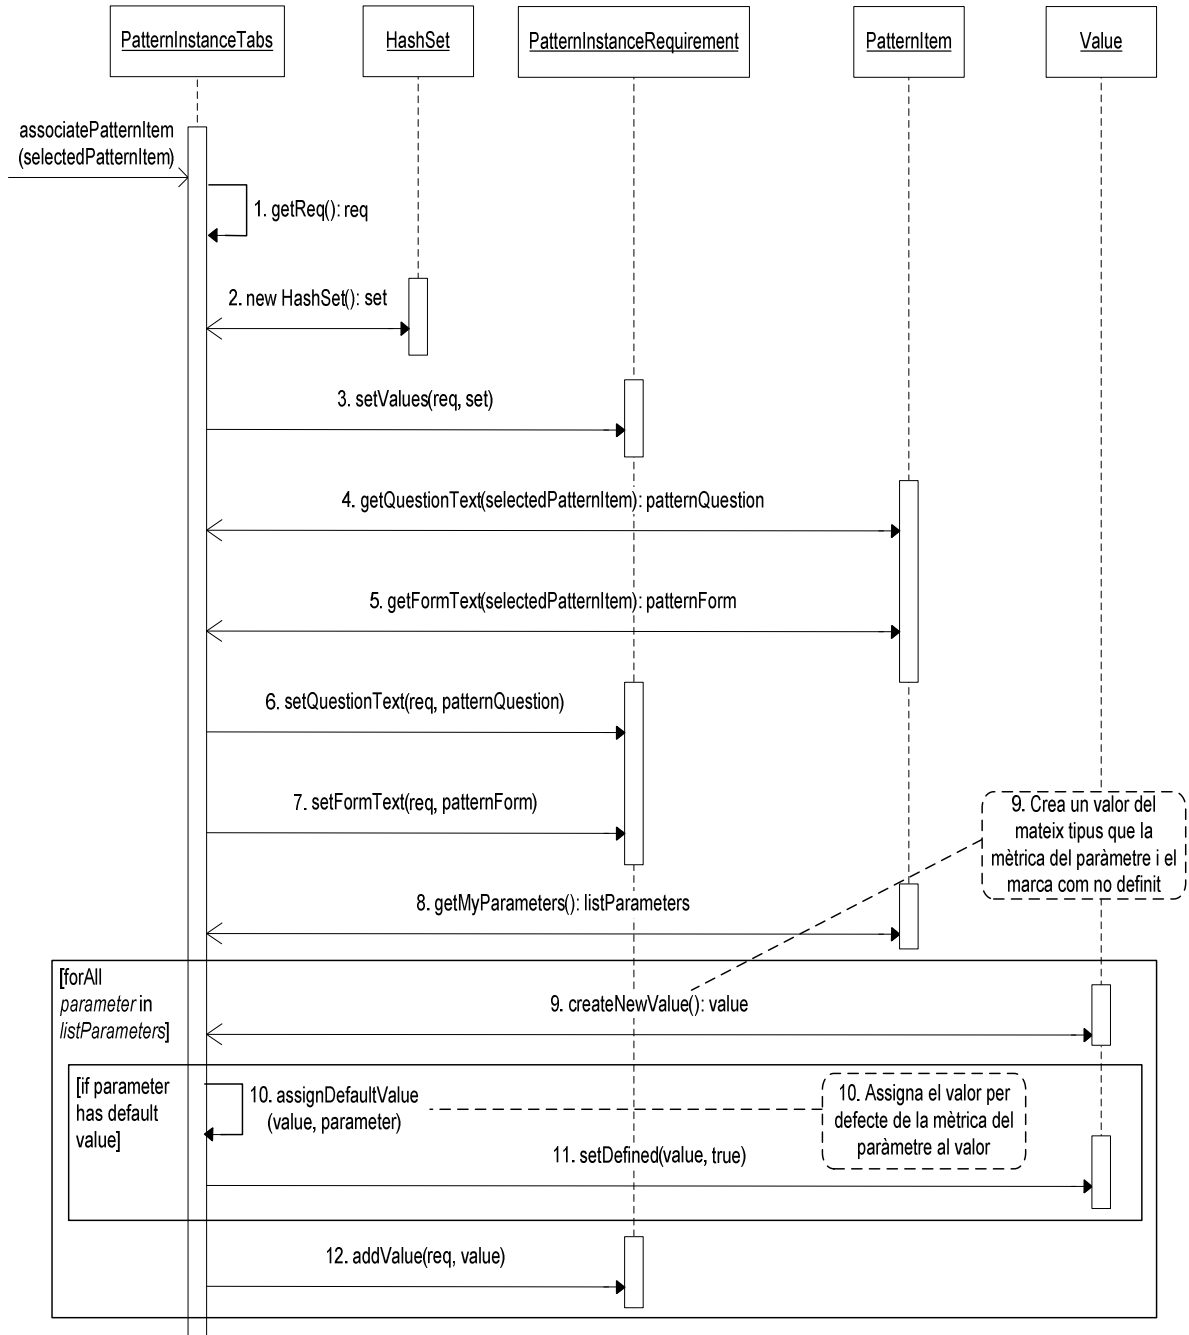 PatternInstanceTabs
HashSet
PatternInstanceRequirement
PatternItem
Value
associatePatternItem
(selectedPatternItem)
1. getReq(): req
2. new HashSet(): set
3. setValues(req, set)
4. getQuestionText(selectedPatternItem): patternQuestion
5. getFormText(selectedPatternItem): patternForm
6. setQuestionText(req, patternQuestion)
7. setFormText(req, patternForm)
9. Crea un valor del
mateix tipus que la
mètrica del paràmetre i el
marca com no definit
8. getMyParameters(): listParameters
[forAll
parameter in
listParameters]
9. createNewValue(): value
[if parameter
has default
value]
10. assignDefaultValue
(value, parameter)
10. Assigna el valor per
defecte de la mètrica del
paràmetre al valor
11. setDefined(value, true)
12. addValue(req, value)